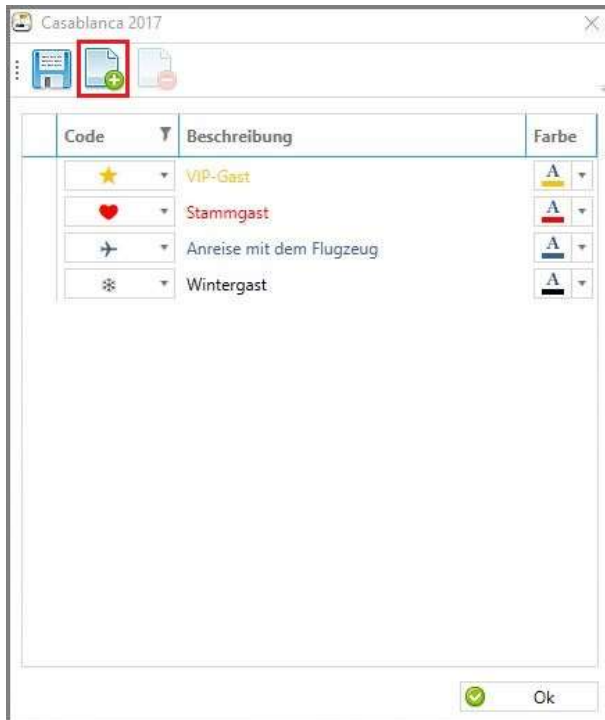 Casablanca 2017
Code Beschreibung Farbe
VIP-Gast A
Stammgast A
Anreise mit dem Flugzeug A
Wintergast A
Ok